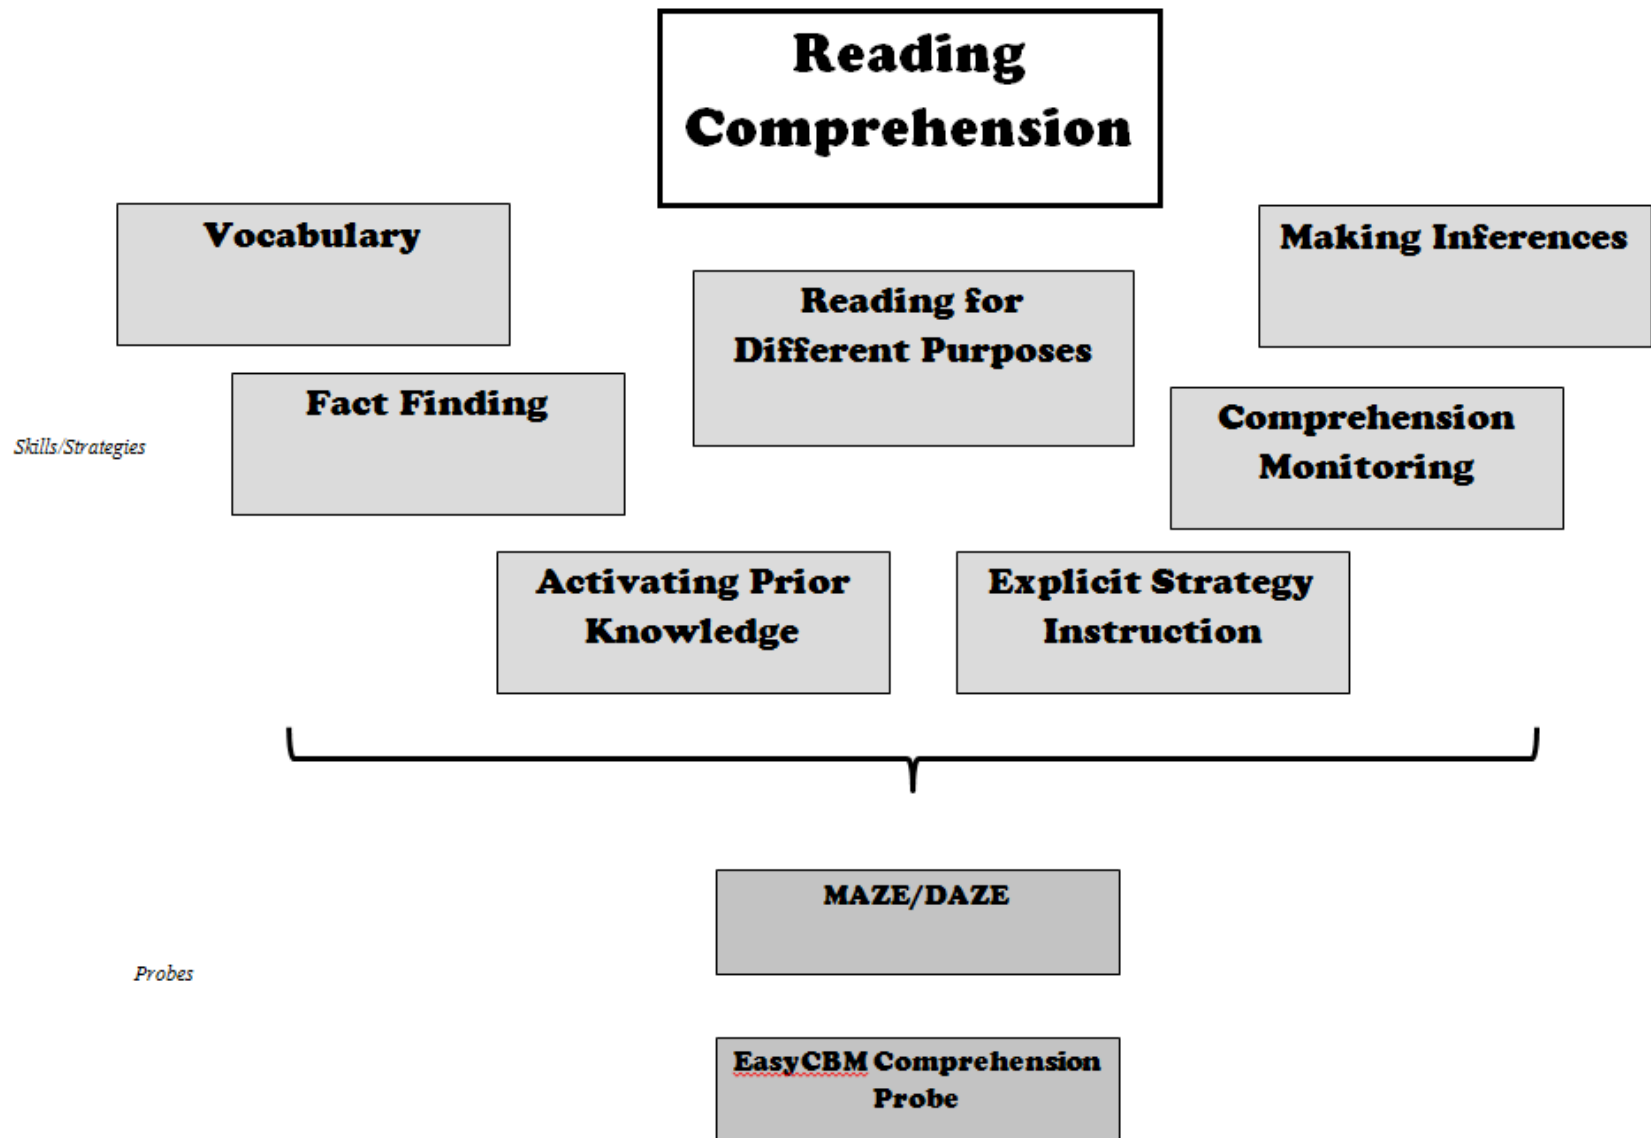 Reading
Comprehension
Vocabulary
Making Inferences
Reading for
Different Purposes
Fact Finding
Comprehension
Monitoring
Skills/Strategies
Activating Prior
Knowledge
Explicit Strategy
Instruction
MAZE/DAZE
Probes
EasyCBM Comprehension
Probe